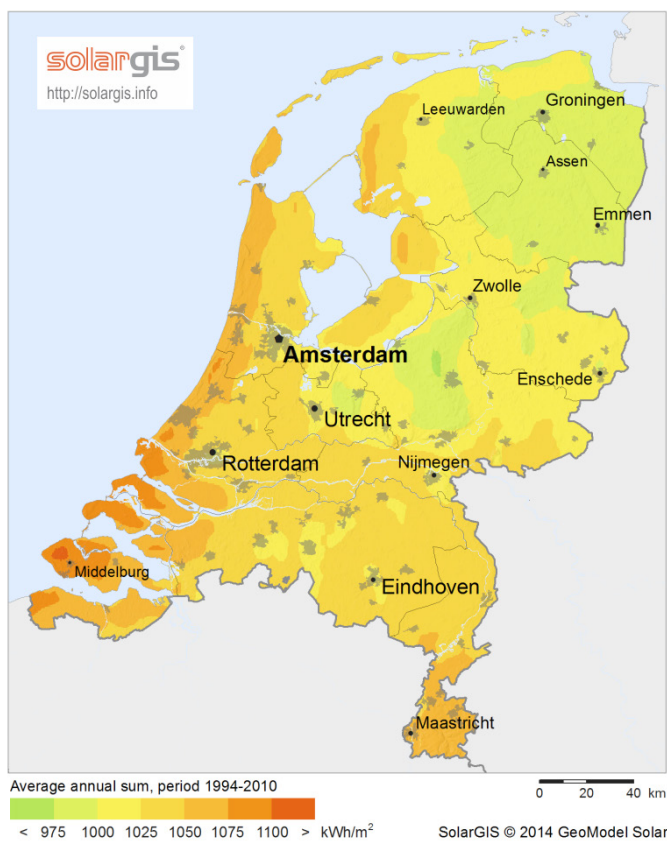 solargis®
http://solargis.info
Leeuwarden
Groningen
Assen
Emmen
Zwolle
Amsterdam
Enschede
Utrecht
Rotterdam
Nijmegen
Middelburg
Eindhoven
Maastricht
Average annual sum, period 1994-2010
0 20 40 km
< 975 1000 1025 1050 1075 1100 > kWh/m²
SolarGIS © 2014 GeoModel Solar